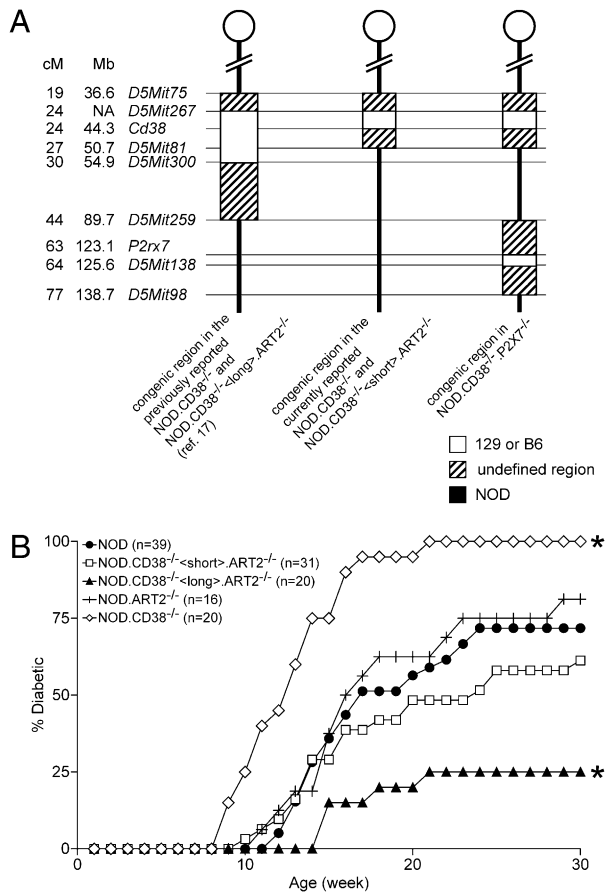 A
cM Mb
19 36.6 D5Mit75
24 NA D5Mit267
24 44.3 Cd38
27 50.7 D5Mit81
30 54.9 D5Mit300
44 89.7 D5Mit259
63 123.1 P2rx7
64 125.6 D5Mit138
77 138.7 D5Mit98
congenic region in the
previously reported
NOD.CD38-/- and
NOD.CD38-/-<long>.ART2-/-
(ref. 17)
congenic region in the
currently reported
NOD.CD38-/- and
NOD.CD38-/-<short>.ART2-/-
congenic region in
NOD.CD38-/-.P2X7-/-
129 or B6
undefined region
NOD
B
% Diabetic
100
75
50
25
0
NOD (n=39)
NOD.CD38-/-<short>.ART2-/- (n=31)
NOD.CD38-/-<long>.ART2-/- (n=20)
NOD.ART2-/- (n=16)
NOD.CD38-/- (n=20)
*
*
0 10 20 30
Age (week)